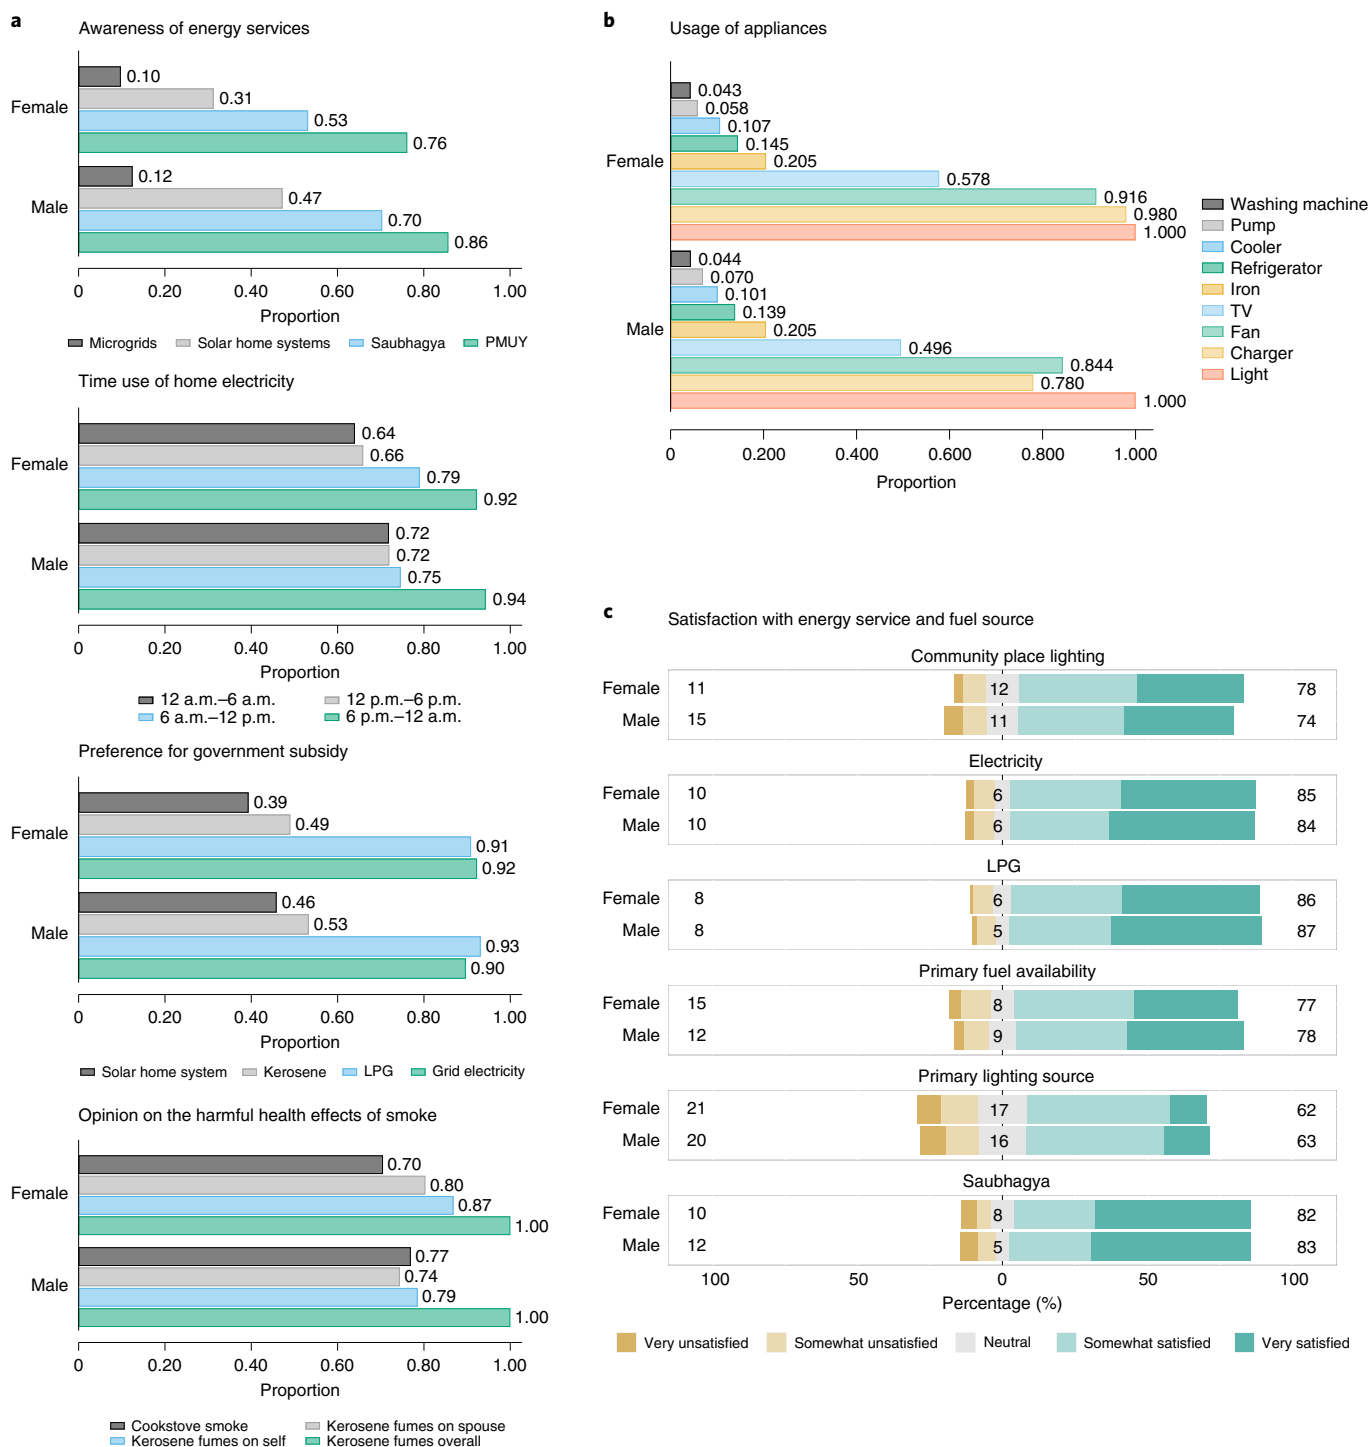 a
Awareness of energy services
Female
0.10
0.31
0.53
0.76
Male
0.12
0.47
0.70
0.86
0 0.20 0.40 0.60 0.80 1.00
Proportion
Microgrids Solar home systems Saubhagya PMUY
Time use of home electricity
Female
0.64
0.66
0.79
0.92
Male
0.72
0.72
0.75
0.94
0 0.20 0.40 0.60 0.80 1.00
Proportion
12 a.m.–6 a.m. 12 p.m.–6 p.m.
6 a.m.–12 p.m. 6 p.m.–12 a.m.
Preference for government subsidy
Female
0.39
0.49
0.91
0.92
Male
0.46
0.53
0.93
0.90
0 0.20 0.40 0.60 0.80 1.00
Proportion
Solar home system Kerosene LPG Grid electricity
Opinion on the harmful health effects of smoke
Female
0.70
0.80
0.87
1.00
Male
0.77
0.74
0.79
1.00
0 0.20 0.40 0.60 0.80 1.00
Proportion
Cookstove smoke Kerosene fumes on spouse
Kerosene fumes on self Kerosene fumes overall
b
Usage of appliances
Female
0.043
0.058
0.107
0.145
0.205
0.578
0.916
0.980
1.000
Male
0.044
0.070
0.101
0.139
0.205
0.496
0.844
0.780
1.000
0 0.200 0.400 0.600 0.800 1.000
Proportion
Washing machine
Pump
Cooler
Refrigerator
Iron
TV
Fan
Charger
Light
c
Satisfaction with energy service and fuel source
Community place lighting
Female 11 12 78
Male 15 11 74
Electricity
Female 10 6 85
Male 10 6 84
LPG
Female 8 6 86
Male 8 5 87
Primary fuel availability
Female 15 8 77
Male 12 9 78
Primary lighting source
Female 21 17 62
Male 20 16 63
Saubhagya
Female 10 8 82
Male 12 5 83
100 50 0 50 100
Percentage (%)
Very unsatisfied Somewhat unsatisfied Neutral Somewhat satisfied Very satisfied